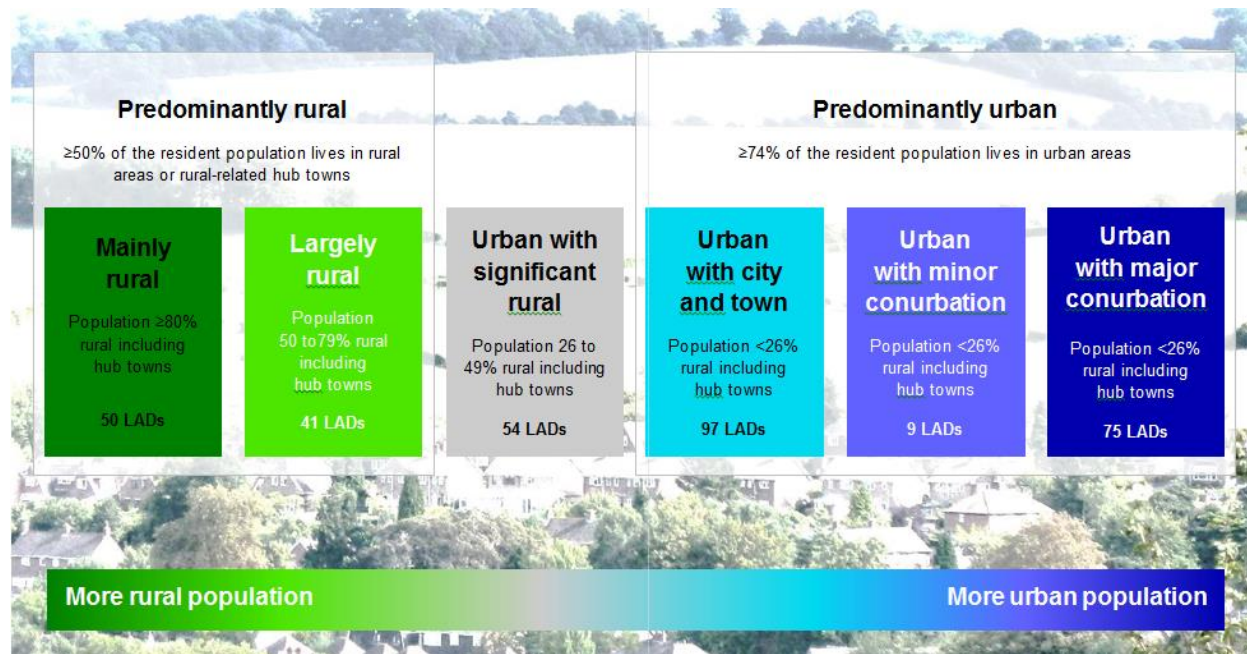 Predominantly rural
≥50% of the resident population lives in rural
areas or rural-related hub towns
Predominantly urban
≥74% of the resident population lives in urban areas
Mainly
rural
Population ≥80%
rural including
hub towns
50 LADs
Largely
rural
Population
50 to79% rural
including
hub towns
41 LADs
Urban with
significant
rural
Population 26 to
49% rural including
hub towns
54 LADs
Urban
with city
and town
Population <26%
rural including
hub towns
97 LADs
Urban
with minor
conurbation
Population <26%
rural including
hub towns
9 LADs
Urban
with major
conurbation
Population <26%
rural including
hub towns
75 LADs
More rural population
More urban population